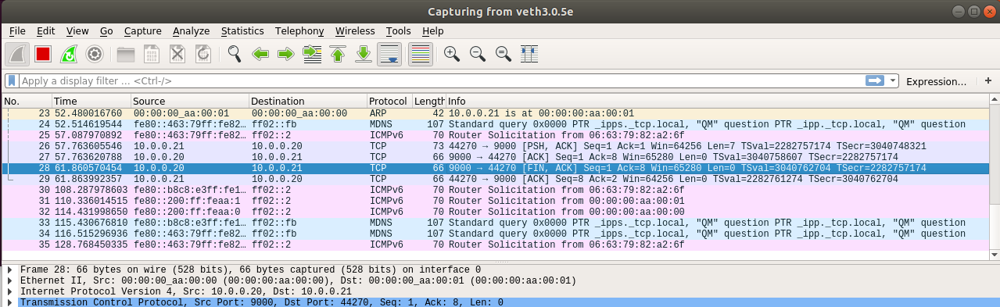 Capturing from veth3.0.5e
File Edit View Go Capture Analyze Statistics Telephony Wireless Tools Help
Apply a display filter … <Ctrl-/> Expression… +
No. Time Source Destination Protocol Length Info
23 52.480016760 00:00:00_aa:00:01 00:00:00_aa:00:00 ARP 42 10.0.0.21 is at 00:00:00:aa:00:01
24 52.514619544 fe80::463:79ff:fe82… ff02::fb MDNS 107 Standard query 0x0000 PTR _ipps._tcp.local, "QM" question PTR _ipp._tcp.local, "QM" question
25 57.087970892 fe80::463:79ff:fe82… ff02::2 ICMPv6 70 Router Solicitation from 06:63:79:82:a2:6f
26 57.763605546 10.0.0.21 10.0.0.20 TCP 73 44270 → 9000 [PSH, ACK] Seq=1 Ack=1 Win=64256 Len=7 TSval=2282757174 TSecr=3040748321
27 57.763620788 10.0.0.20 10.0.0.21 TCP 66 9000 → 44270 [ACK] Seq=1 Ack=8 Win=65280 Len=0 TSval=3040758607 TSecr=2282757174
28 61.860570454 10.0.0.20 10.0.0.21 TCP 66 9000 → 44270 [FIN, ACK] Seq=1 Ack=8 Win=65280 Len=0 TSval=3040762704 TSecr=2282757174
29 61.863992357 10.0.0.21 10.0.0.20 TCP 66 44270 → 9000 [ACK] Seq=8 Ack=2 Win=64256 Len=0 TSval=2282761274 TSecr=3040762704
30 108.287978603 fe80::b8c8:e3ff:fe1… ff02::2 ICMPv6 70 Router Solicitation from 06:63:79:82:a2:6f
31 110.336014515 fe80::200:ff:feaa:1 ff02::2 ICMPv6 70 Router Solicitation from 00:00:00:aa:00:01
32 114.431998650 fe80::200:ff:feaa:0 ff02::2 ICMPv6 70 Router Solicitation from 00:00:00:aa:00:00
33 115.430676810 fe80::b8c8:e3ff:fe1… ff02::fb MDNS 107 Standard query 0x0000 PTR _ipps._tcp.local, "QM" question PTR _ipp._tcp.local, "QM" question
34 116.515296936 fe80::463:79ff:fe82… ff02::fb MDNS 107 Standard query 0x0000 PTR _ipps._tcp.local, "QM" question PTR _ipp._tcp.local, "QM" question
35 128.768450335 fe80::463:79ff:fe82… ff02::2 ICMPv6 70 Router Solicitation from 06:63:79:82:a2:6f
Frame 28: 66 bytes on wire (528 bits), 66 bytes captured (528 bits) on interface 0
Ethernet II, Src: 00:00:00_aa:00:00 (00:00:00:aa:00:00), Dst: 00:00:00_aa:00:01 (00:00:00:aa:00:01)
Internet Protocol Version 4, Src: 10.0.0.20, Dst: 10.0.0.21
Transmission Control Protocol, Src Port: 9000, Dst Port: 44270, Seq: 1, Ack: 8, Len: 0